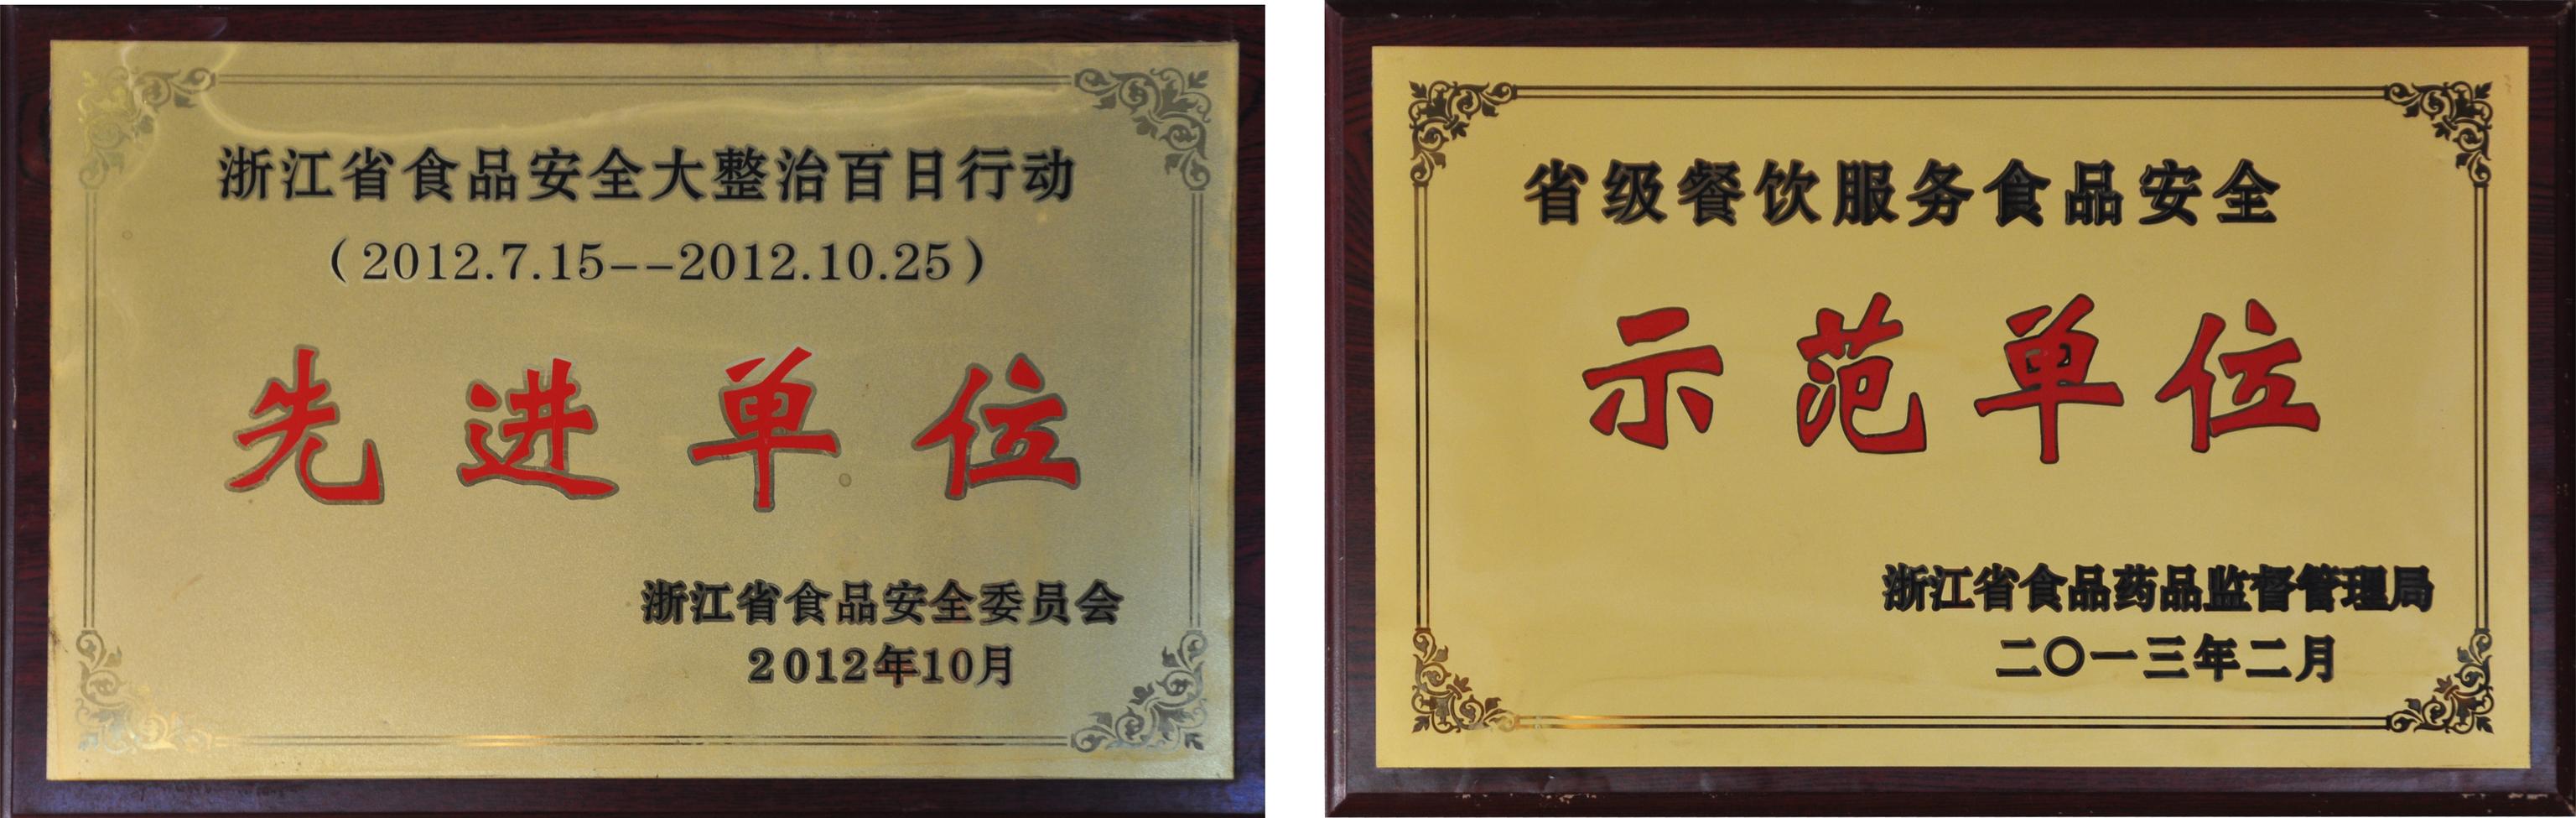 浙江省食品安全大整治百日行动
（2012.7.15--2012.10.25）
先进单位
浙江省食品安全委员会
2012年10月
省级餐饮服务食品安全
示范单位
浙江省食品药品监督管理局
二〇一三年二月